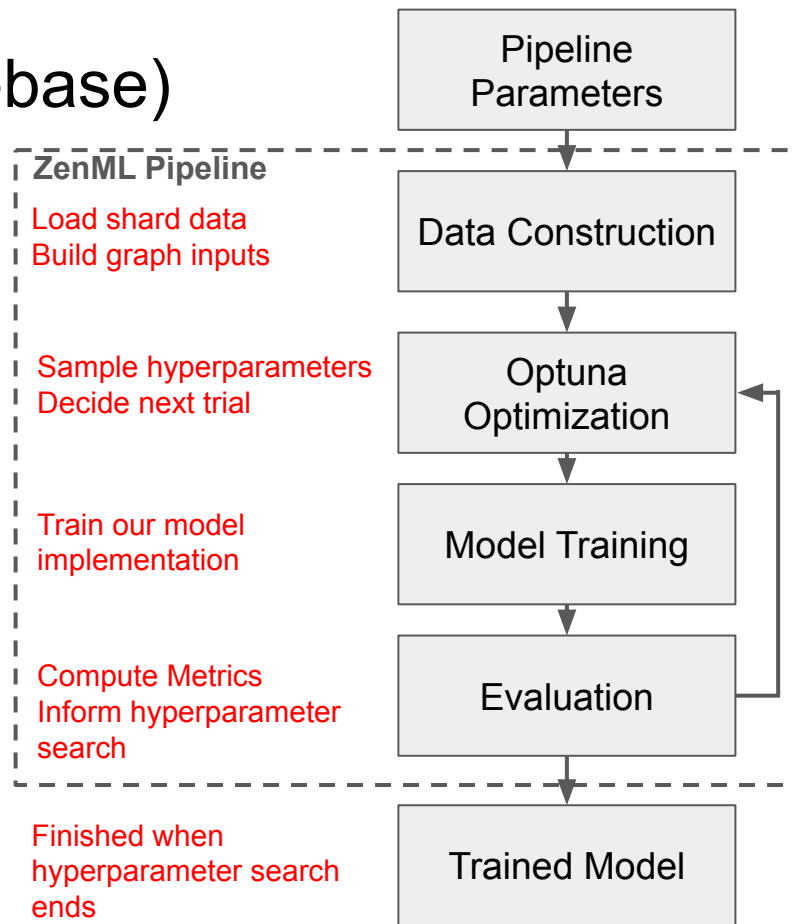 base)
Pipeline
Parameters
ZenML Pipeline
Load shard data
Build graph inputs
Data Construction
Sample hyperparameters
Decide next trial
Optuna
Optimization
Train our model
implementation
Model Training
Compute Metrics
Inform hyperparameter
search
Evaluation
Finished when
hyperparameter search
ends
Trained Model